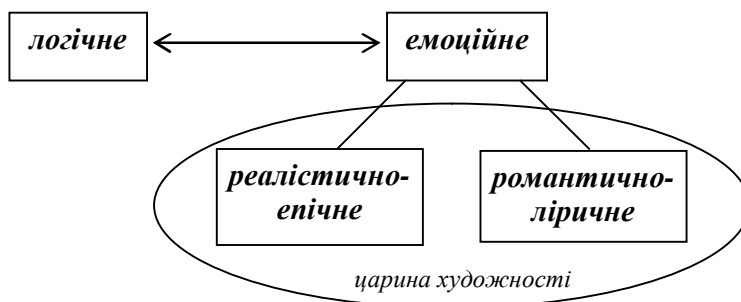 логічне
емоційне
реалістично-
епічне
романтично-
ліричне
царина художності